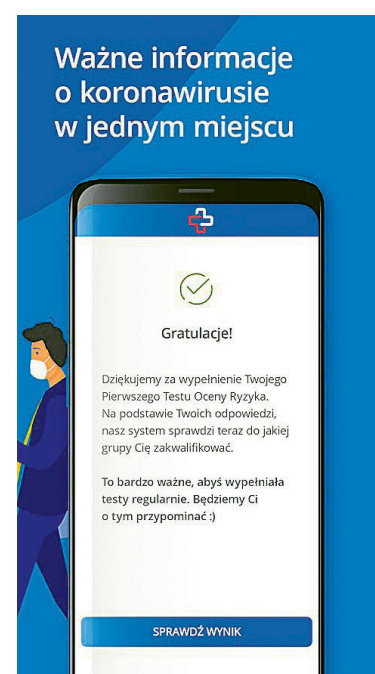 Ważne informacje
o koronawirusie
w jednym miejscu
Gratulacje!
Dziękujemy za wypełnienie Twojego
Pierwszego Testu Oceny Ryzyka.
Na podstawie Twoich odpowiedzi,
nasz system sprawdzi teraz do jakiej
grupy Cię zakwalifikować.
To bardzo ważne, abyś wypełniała
testy regularnie. Będziemy Ci
o tym przypominać :)
SPRAWDŹ WYNIK